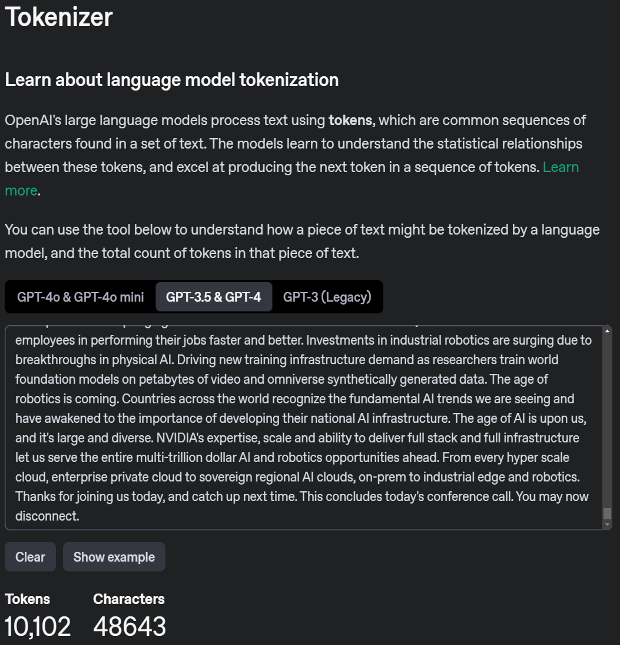 Tokenizer
Learn about language model tokenization
OpenAI's large language models process text using tokens, which are common sequences of
characters found in a set of text. The models learn to understand the statistical relationships
between these tokens, and excel at producing the next token in a sequence of tokens. Learn
more.
You can use the tool below to understand how a piece of text might be tokenized by a language
model, and the total count of tokens in that piece of text.
GPT-4o & GPT-4o mini GPT-3.5 & GPT-4 GPT-3 (Legacy)
employees in performing their jobs faster and better. Investments in industrial robotics are surging due to
breakthroughs in physical AI. Driving new training infrastructure demand as researchers train world
foundation models on petabytes of video and omniverse synthetically generated data. The age of
robotics is coming. Countries across the world recognize the fundamental AI trends we are seeing and
have awakened to the importance of developing their national AI infrastructure. The age of AI is upon us,
and it's large and diverse. NVIDIA's expertise, scale and ability to deliver full stack and full infrastructure
let us serve the entire multi-trillion dollar AI and robotics opportunities ahead. From every hyper scale
cloud, enterprise private cloud to sovereign regional AI clouds, on-prem to industrial edge and robotics.
Thanks for joining us today, and catch up next time. This concludes today's conference call. You may now
disconnect.
Clear Show example
Tokens Characters
10,102 48643